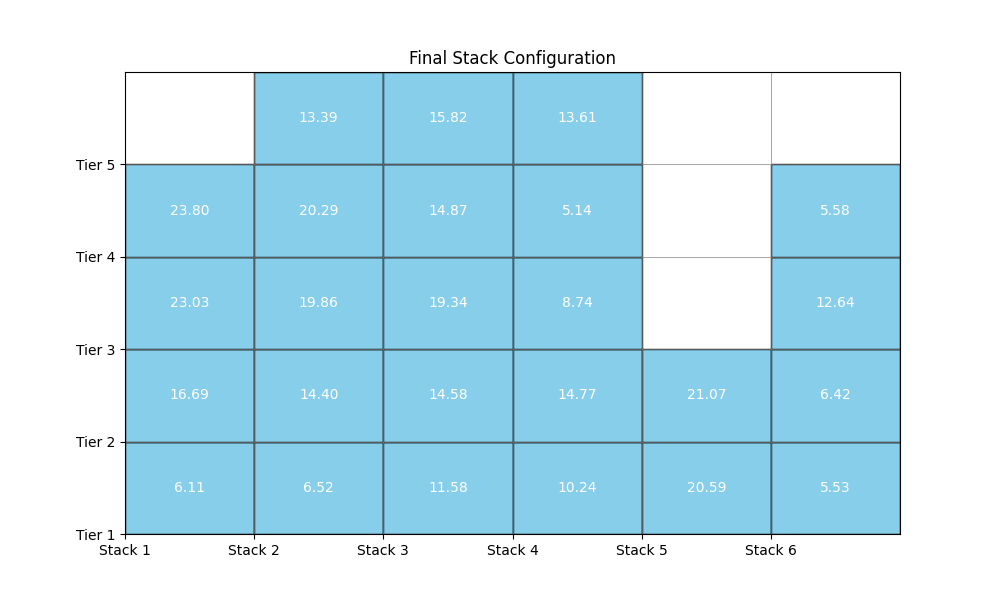 Final Stack Configuration
13.39 15.82 13.61
Tier 5
23.80 20.29 14.87 5.14 5.58
Tier 4
23.03 19.86 19.34 8.74 12.64
Tier 3
16.69 14.40 14.58 14.77 21.07 6.42
Tier 2
6.11 6.52 11.58 10.24 20.59 5.53
Tier 1
Stack 1 Stack 2 Stack 3 Stack 4 Stack 5 Stack 6